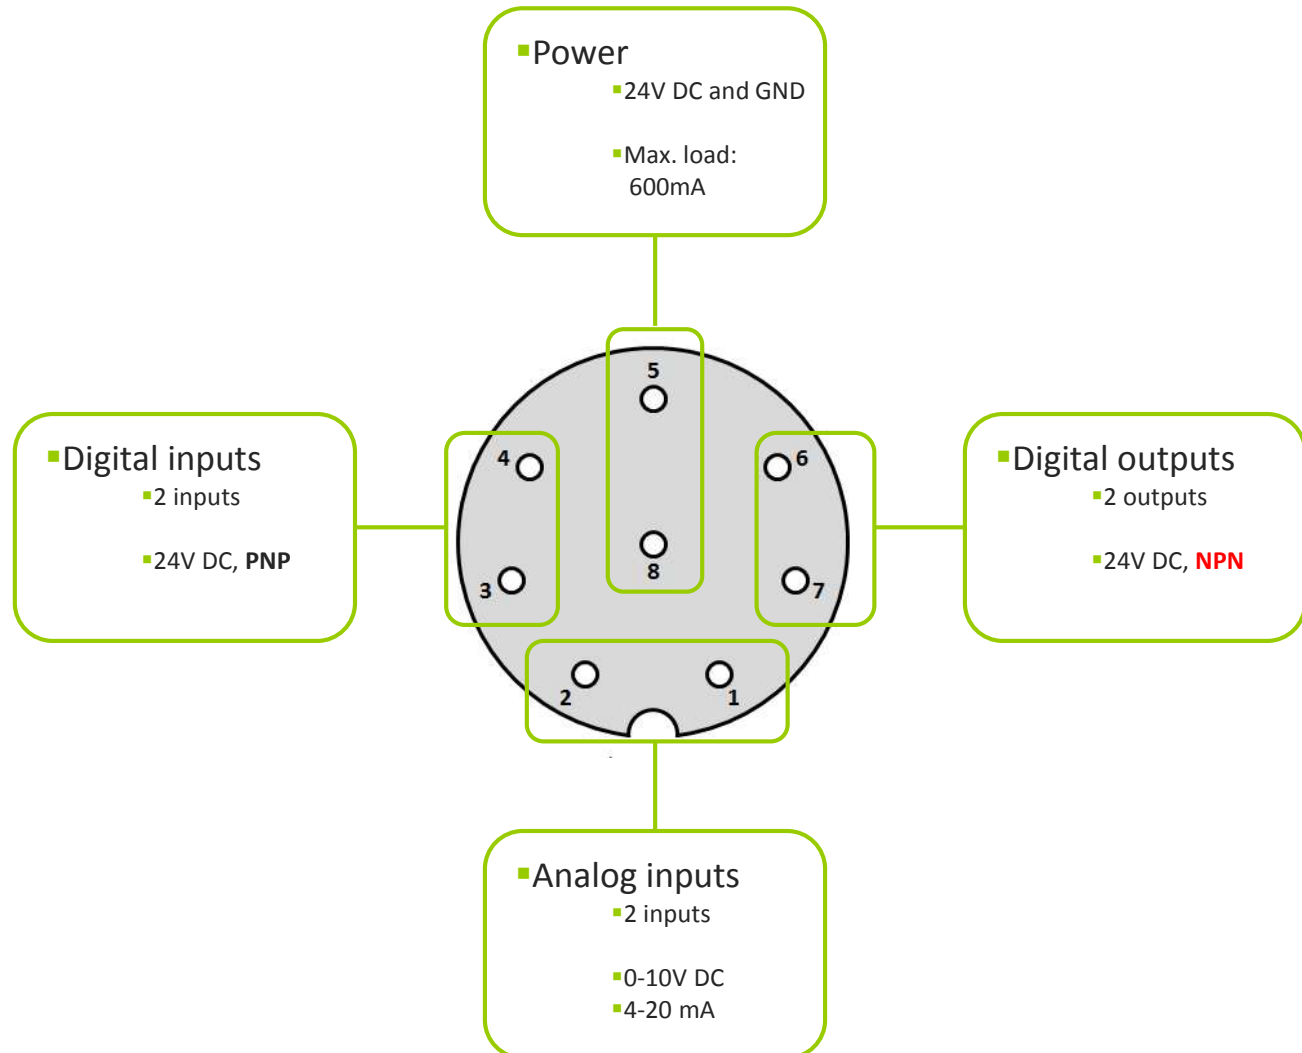 Power
24V DC and GND
Max. load:
600mA
5
4
6
Digital inputs
2 inputs
24V DC, PNP
Digital outputs
2 outputs
24V DC, NPN
8
3
7
2
1
Analog inputs
2 inputs
0-10V DC
4-20 mA